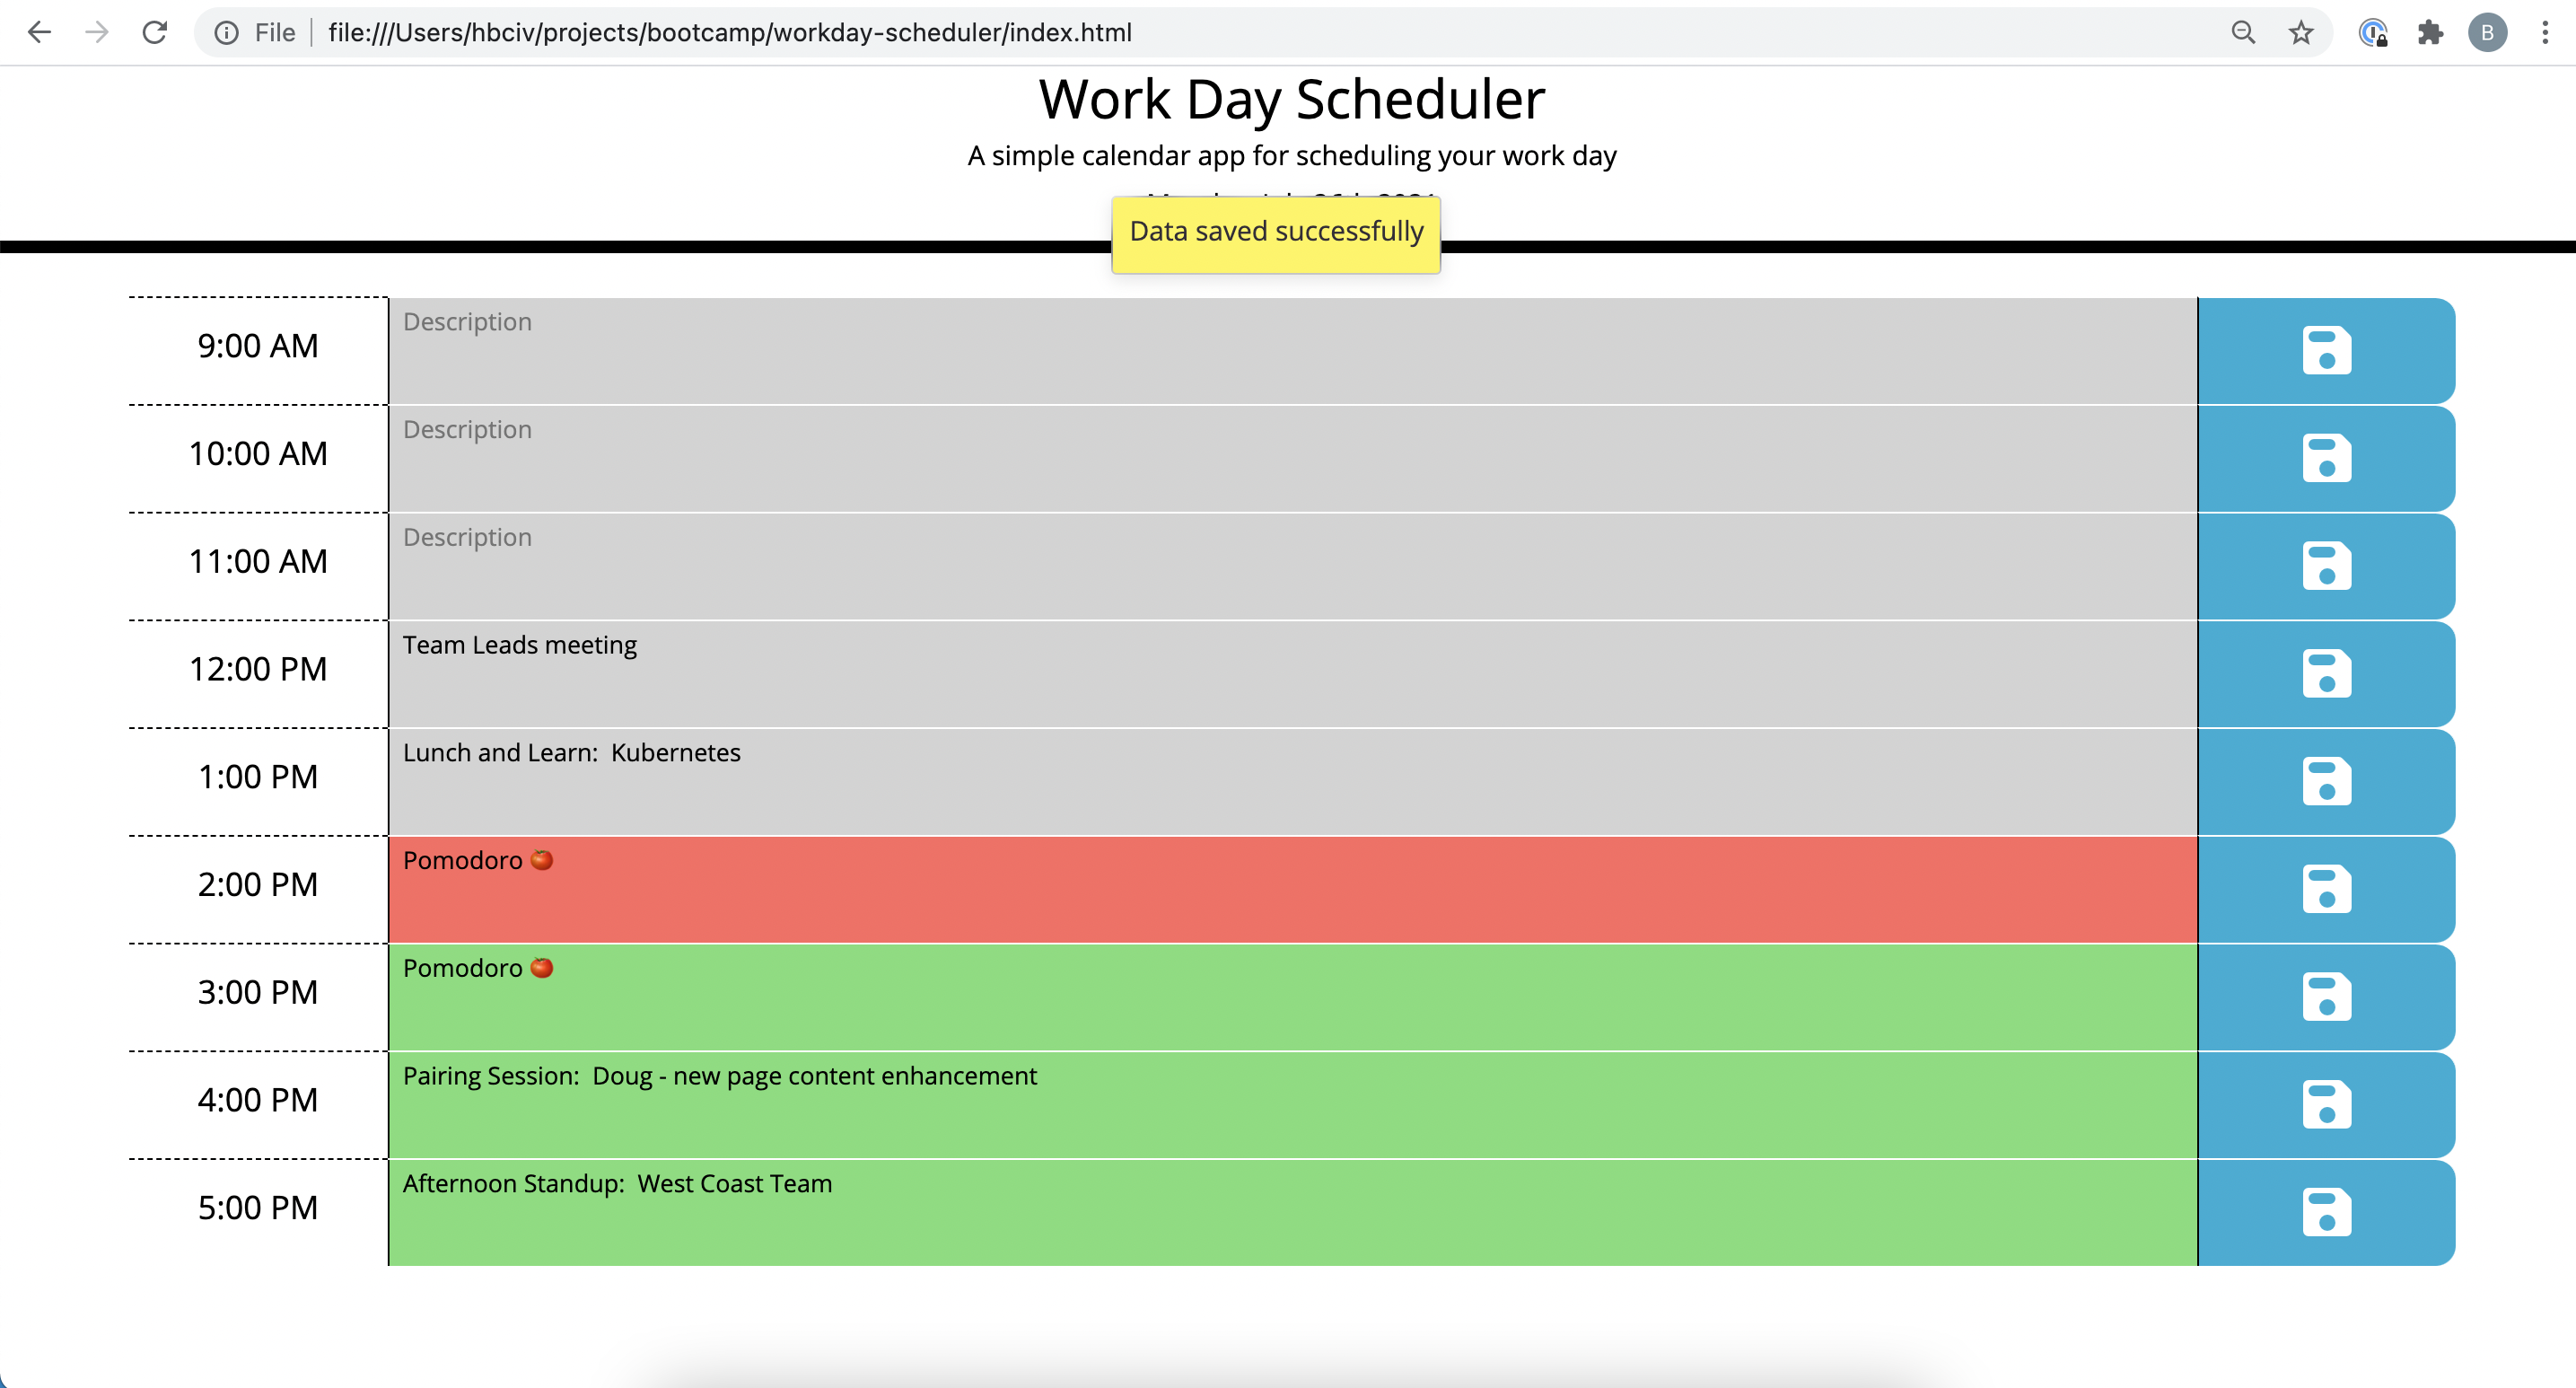 File file:///Users/hbciv/projects/bootcamp/workday-scheduler/index.html
B
Work Day Scheduler
A simple calendar app for scheduling your work day
Data saved successfully
9:00 AM Description
10:00 AM Description
11:00 AM Description
12:00 PM Team Leads meeting
1:00 PM Lunch and Learn:  Kubernetes
2:00 PM Pomodoro 🍅
3:00 PM Pomodoro 🍅
4:00 PM Pairing Session:  Doug - new page content enhancement
5:00 PM Afternoon Standup:  West Coast Team